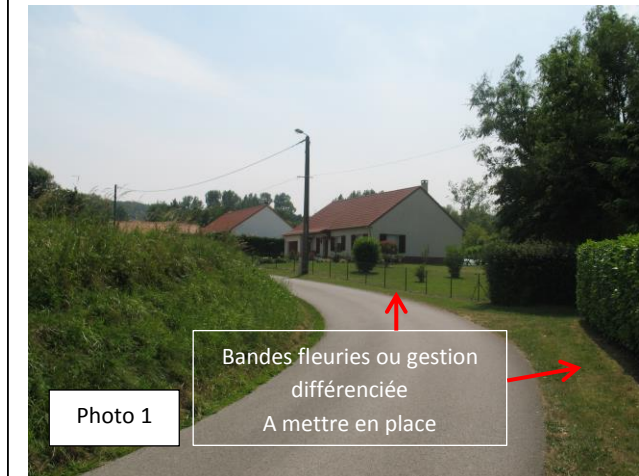 Bandes fleuries ou gestion
différenciée
A mettre en place
Photo 1